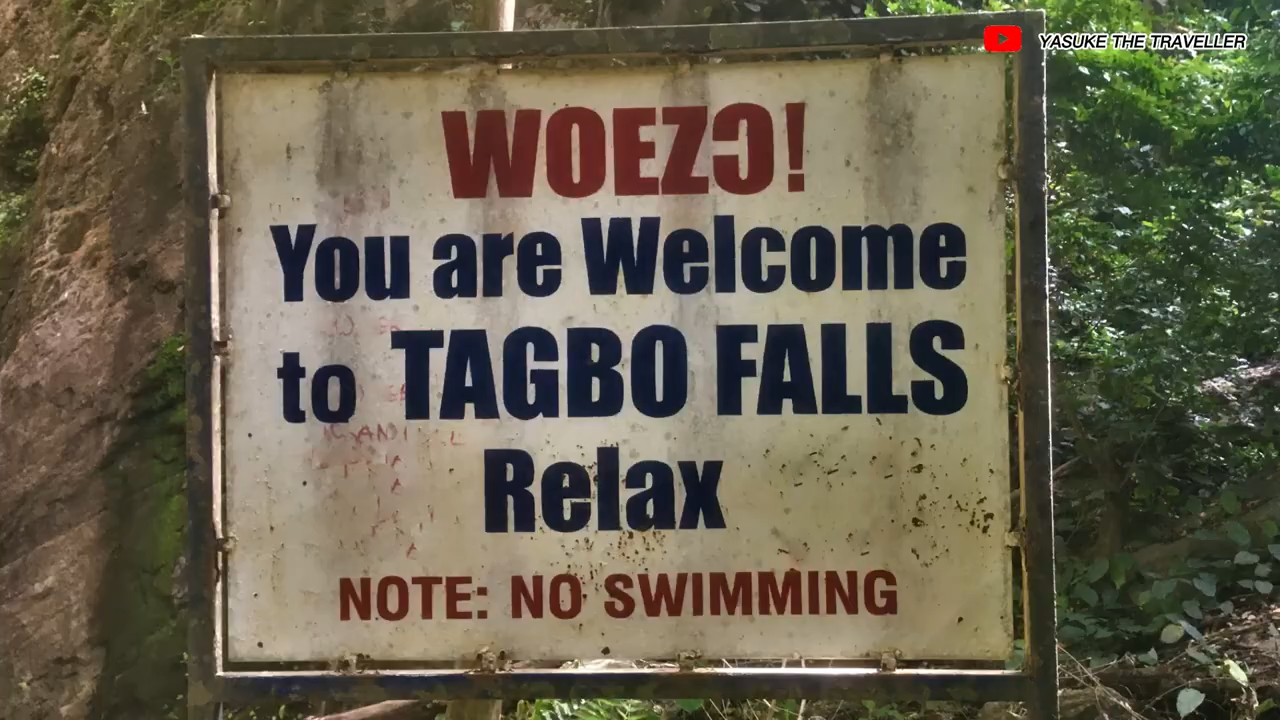 YASUKE THE TRAVELLER
WOEZƆ!
You are Welcome
to TAGBO FALLS
Relax
NOTE: NO SWIMMING